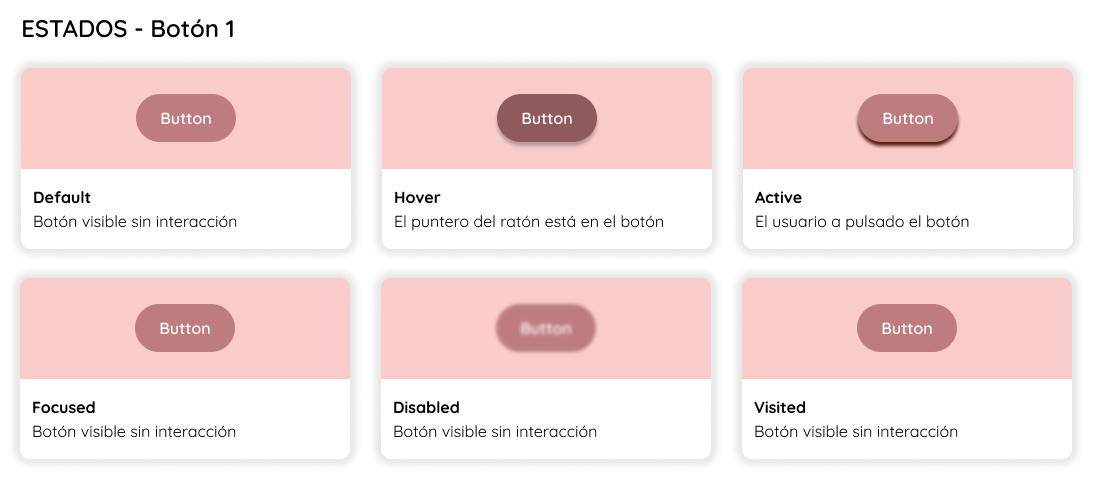 ESTADOS - Botón 1
Button
Default
Botón visible sin interacción
Button
Hover
El puntero del ratón está en el botón
Button
Active
El usuario a pulsado el botón
Button
Focused
Botón visible sin interacción
Button
Disabled
Botón visible sin interacción
Button
Visited
Botón visible sin interacción